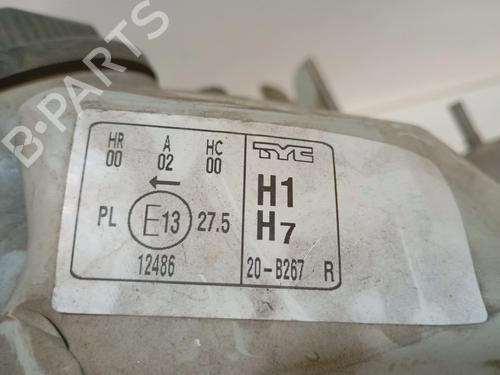 B-PARTS
HR A HC
00 02 00
←
PL E13 27.5
12486
TYC
H1
H7
20-B267 R